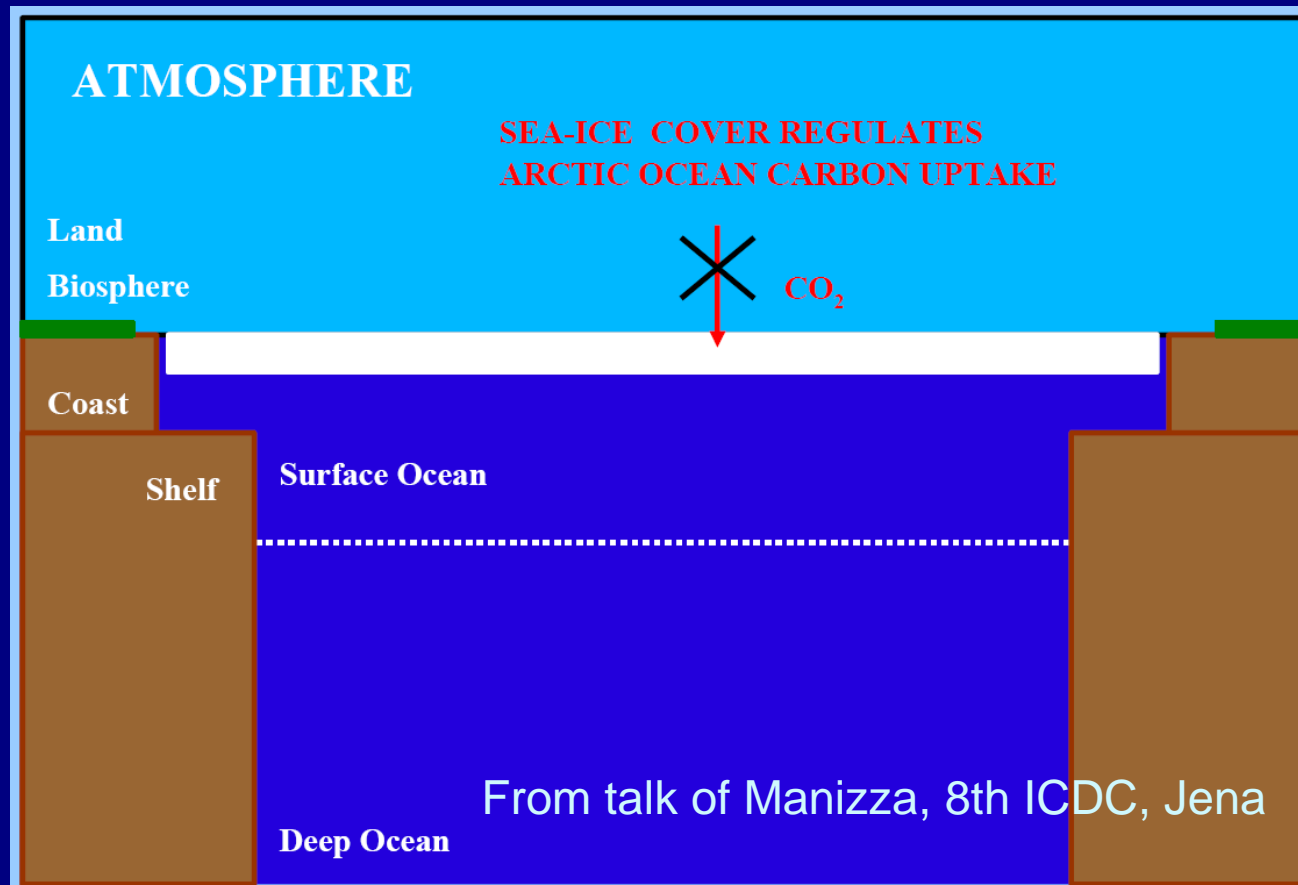 ATMOSPHERE
SEA-ICE COVER REGULATES
ARCTIC OCEAN CARBON UPTAKE
Land
Biosphere
CO₂
Coast
Shelf
Surface Ocean
From talk of Manizza, 8th ICDC, Jena
Deep Ocean